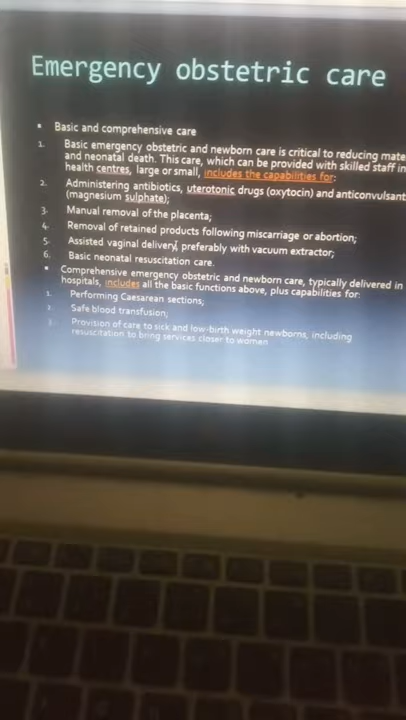 Emergency obstetric care
• Basic and comprehensive care
1. Basic emergency obstetric and newborn care is critical to reducing mate
and neonatal death. This care, which can be provided with skilled staff in
health centres, large or small, includes the capabilities for:
2. Administering antibiotics, uterotonic drugs (oxytocin) and anticonvulsant
(magnesium sulphate);
3. Manual removal of the placenta;
4. Removal of retained products following miscarriage or abortion;
5. Assisted vaginal delivery, preferably with vacuum extractor;
6. Basic neonatal resuscitation care.
• Comprehensive emergency obstetric and newborn care, typically delivered in
hospitals, includes all the basic functions above, plus capabilities for:
1. Performing Caesarean sections;
2. Safe blood transfusion;
3. Provision of care to sick and low-birth weight newborns, including
resuscitation to bring services closer to women